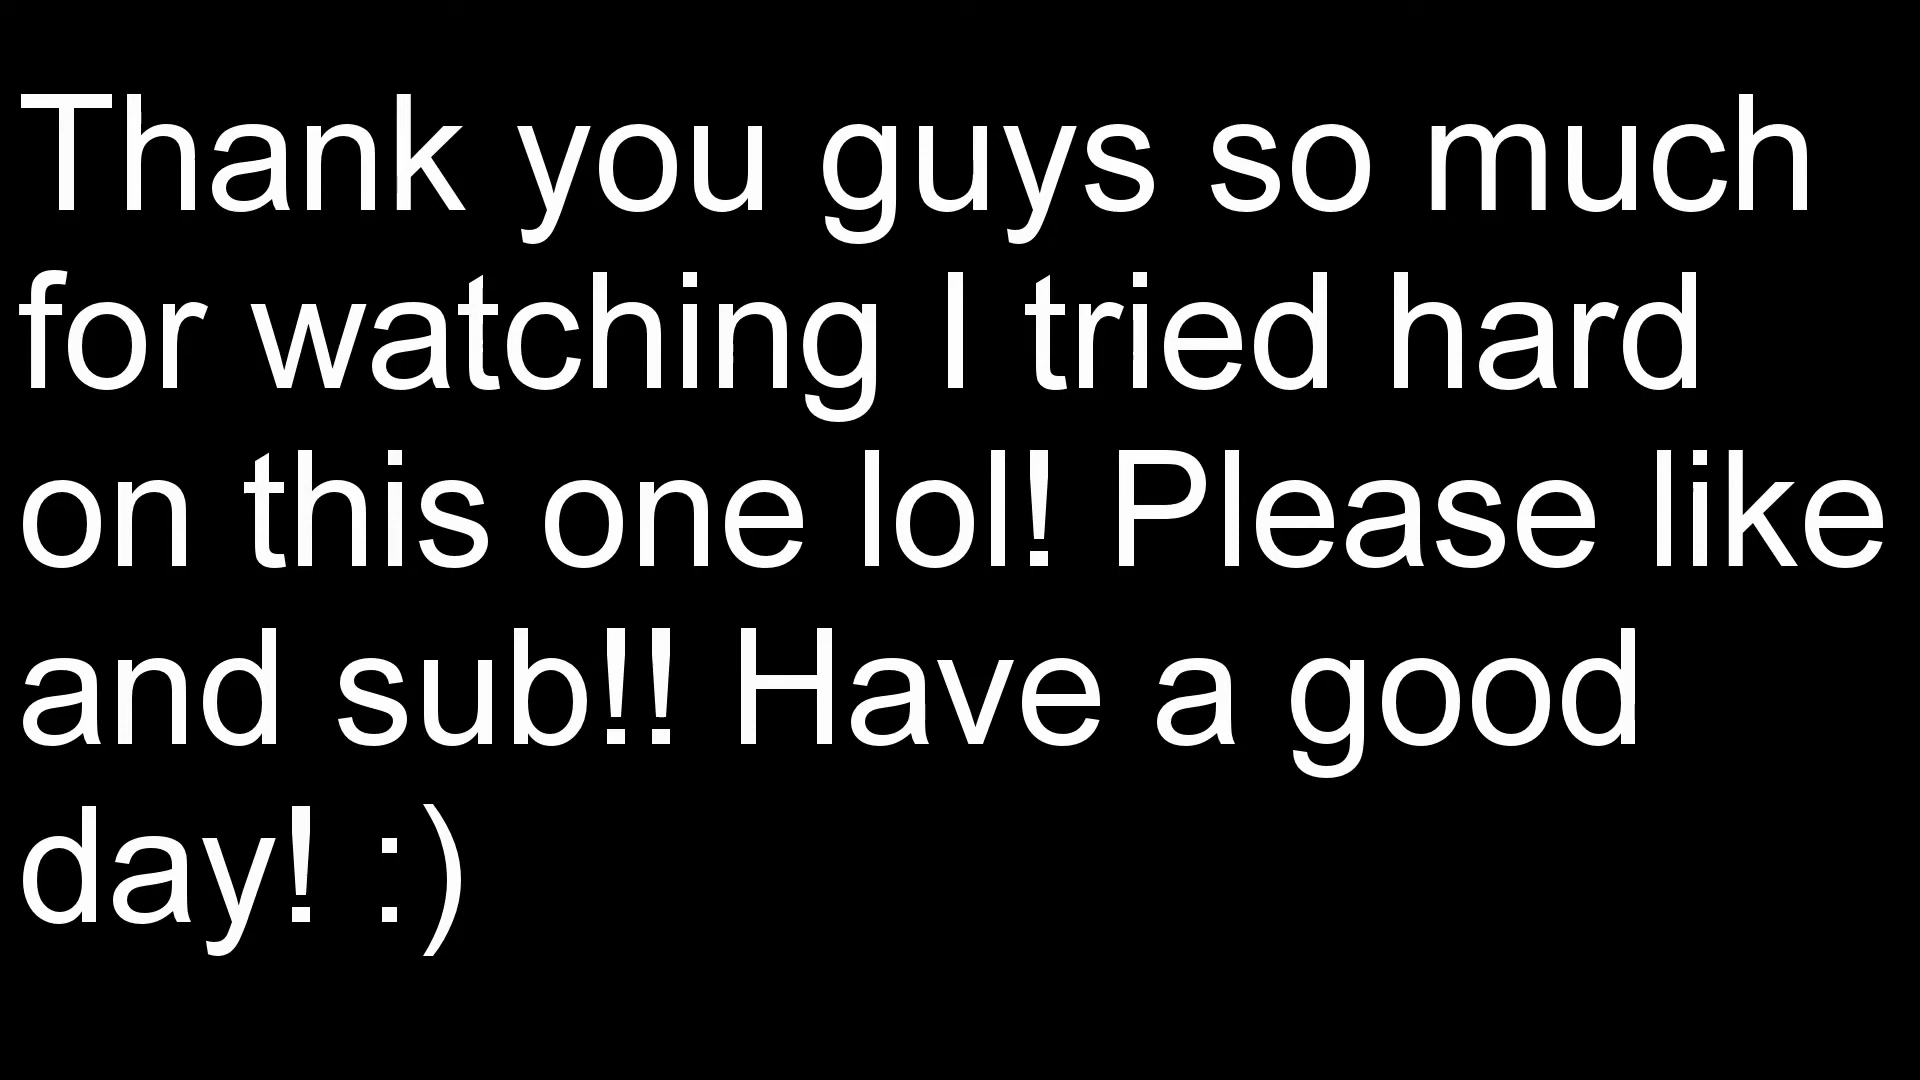 Thank you guys so much
for watching I tried hard
on this one lol! Please like
and sub!! Have a good
day! :)